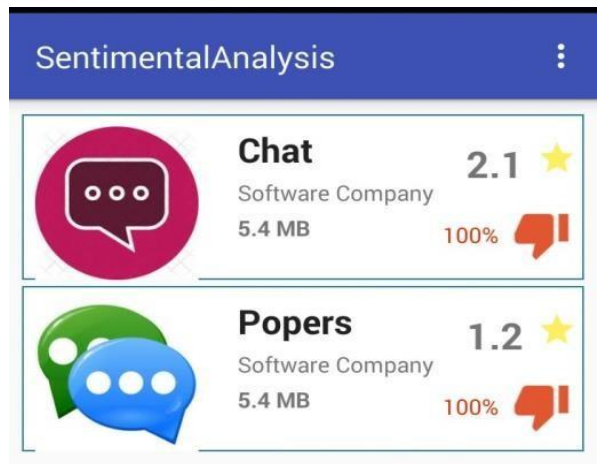 SentimentalAnalysis
Chat
2.1
Software Company
5.4 MB
100%
Popers
1.2
Software Company
5.4 MB
100%